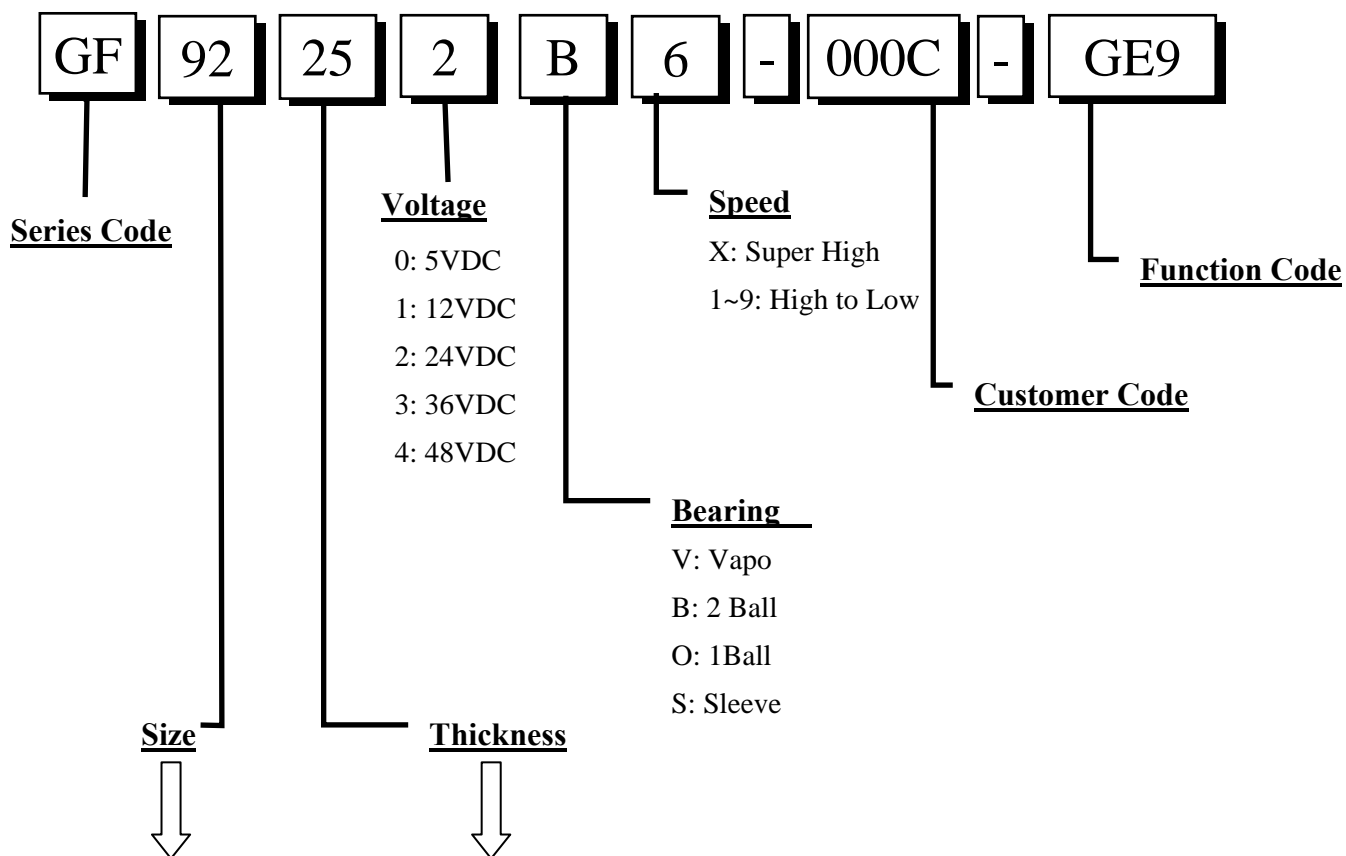 GF 92 25 2 B 6 - 000C - GE9
Series Code
Voltage
0: 5VDC
1: 12VDC
2: 24VDC
3: 36VDC
4: 48VDC
Speed
X: Super High
1~9: High to Low
Function Code
Customer Code
Bearing
V: Vapo
B: 2 Ball
O: 1Ball
S: Sleeve
Size
Thickness